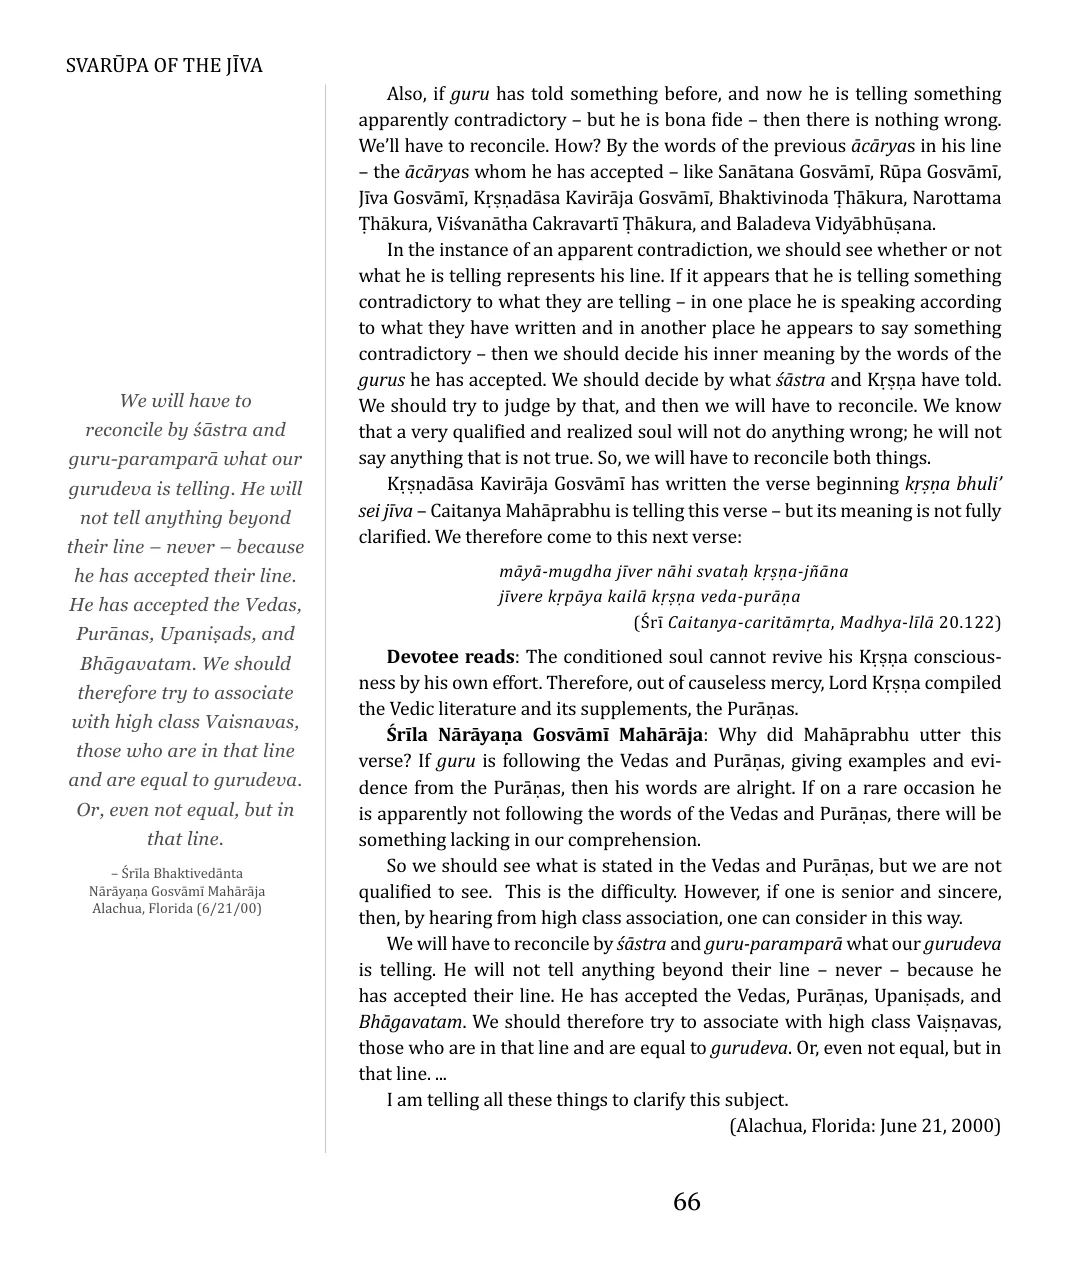 SVARŪPA OF THE JĪVA
Also, if guru has told something before, and now he is telling something
apparently contradictory – but he is bona fide – then there is nothing wrong.
We'll have to reconcile. How? By the words of the previous ācāryas in his line
– the ācāryas whom he has accepted – like Sanātana Gosvāmī, Rūpa Gosvāmī,
Jīva Gosvāmī, Kṛṣṇadāsa Kavirāja Gosvāmī, Bhaktivinoda Ṭhākura, Narottama
Ṭhākura, Viśvanātha Cakravartī Ṭhākura, and Baladeva Vidyābhūṣana.
In the instance of an apparent contradiction, we should see whether or not
what he is telling represents his line. If it appears that he is telling something
contradictory to what they are telling – in one place he is speaking according
to what they have written and in another place he appears to say something
contradictory – then we should decide his inner meaning by the words of the
gurus he has accepted. We should decide by what śāstra and Kṛṣṇa have told.
We should try to judge by that, and then we will have to reconcile. We know
that a very qualified and realized soul will not do anything wrong; he will not
say anything that is not true. So, we will have to reconcile both things.
Kṛṣṇadāsa Kavirāja Gosvāmī has written the verse beginning kṛṣṇa bhuli'
sei jīva – Caitanya Mahāprabhu is telling this verse – but its meaning is not fully
clarified. We therefore come to this next verse:
māyā-mugdha jīver nāhi svataḥ kṛṣṇa-jñāna
jīvere kṛpāya kailā kṛṣṇa veda-purāṇa
(Śrī Caitanya-caritāmṛta, Madhya-līlā 20.122)
Devotee reads: The conditioned soul cannot revive his Kṛṣṇa conscious-
ness by his own effort. Therefore, out of causeless mercy, Lord Kṛṣṇa compiled
the Vedic literature and its supplements, the Purāṇas.
Śrīla Nārāyaṇa Gosvāmī Mahārāja: Why did Mahāprabhu utter this
verse? If guru is following the Vedas and Purāṇas, giving examples and evi-
dence from the Purāṇas, then his words are alright. If on a rare occasion he
is apparently not following the words of the Vedas and Purāṇas, there will be
something lacking in our comprehension.
So we should see what is stated in the Vedas and Purāṇas, but we are not
qualified to see. This is the difficulty. However, if one is senior and sincere,
then, by hearing from high class association, one can consider in this way.
We will have to reconcile by śāstra and guru-paramparā what our gurudeva
is telling. He will not tell anything beyond their line – never – because he
has accepted their line. He has accepted the Vedas, Purāṇas, Upaniṣads, and
Bhāgavatam. We should therefore try to associate with high class Vaiṣṇavas,
those who are in that line and are equal to gurudeva. Or, even not equal, but in
that line. ...
I am telling all these things to clarify this subject.
(Alachua, Florida: June 21, 2000)
We will have to
reconcile by śāstra and
guru-paramparā what our
gurudeva is telling. He will
not tell anything beyond
their line – never – because
he has accepted their line.
He has accepted the Vedas,
Purānas, Upaniṣads, and
Bhāgavatam. We should
therefore try to associate
with high class Vaisnavas,
those who are in that line
and are equal to gurudeva.
Or, even not equal, but in
that line.
– Śrīla Bhaktivedānta
Nārāyaṇa Gosvāmī Mahārāja
Alachua, Florida (6/21/00)
66